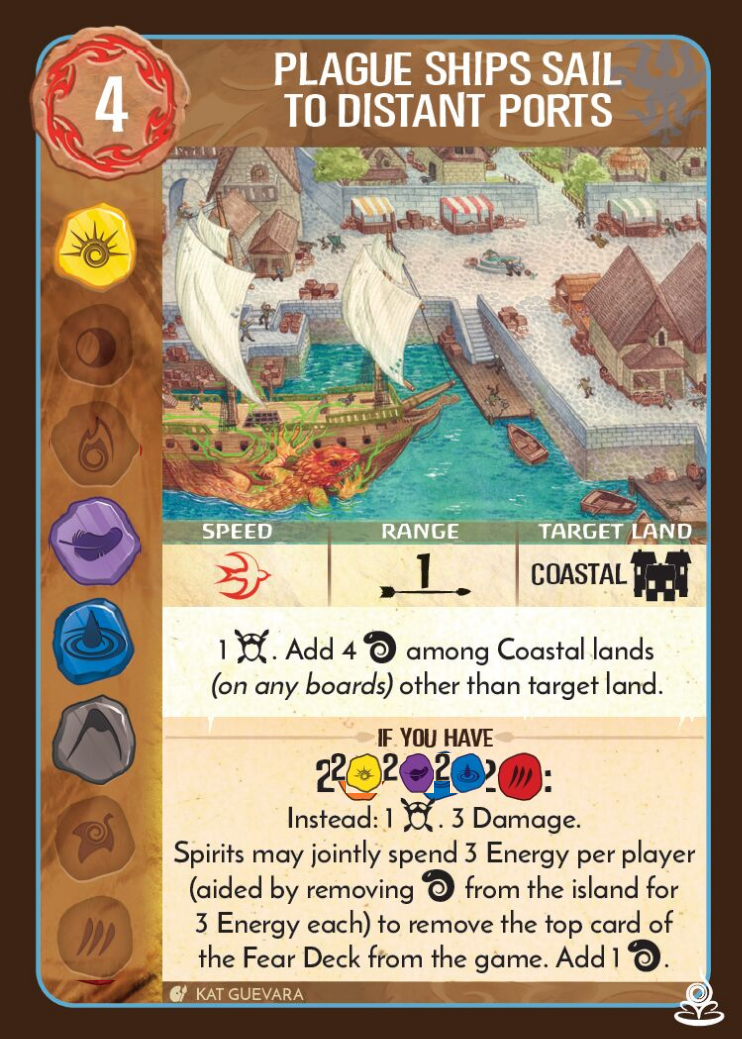 4
PLAGUE SHIPS SAIL
TO DISTANT PORTS
SPEED RANGE TARGET LAND
1 COASTAL
1 . Add 4 among Coastal lands
(on any boards) other than target land.
IF YOU HAVE
2 2 2 2 2 :
Instead: 1 . 3 Damage.
Spirits may jointly spend 3 Energy per player
(aided by removing from the island for
3 Energy each) to remove the top card of
the Fear Deck from the game. Add 1 .
KAT GUEVARA